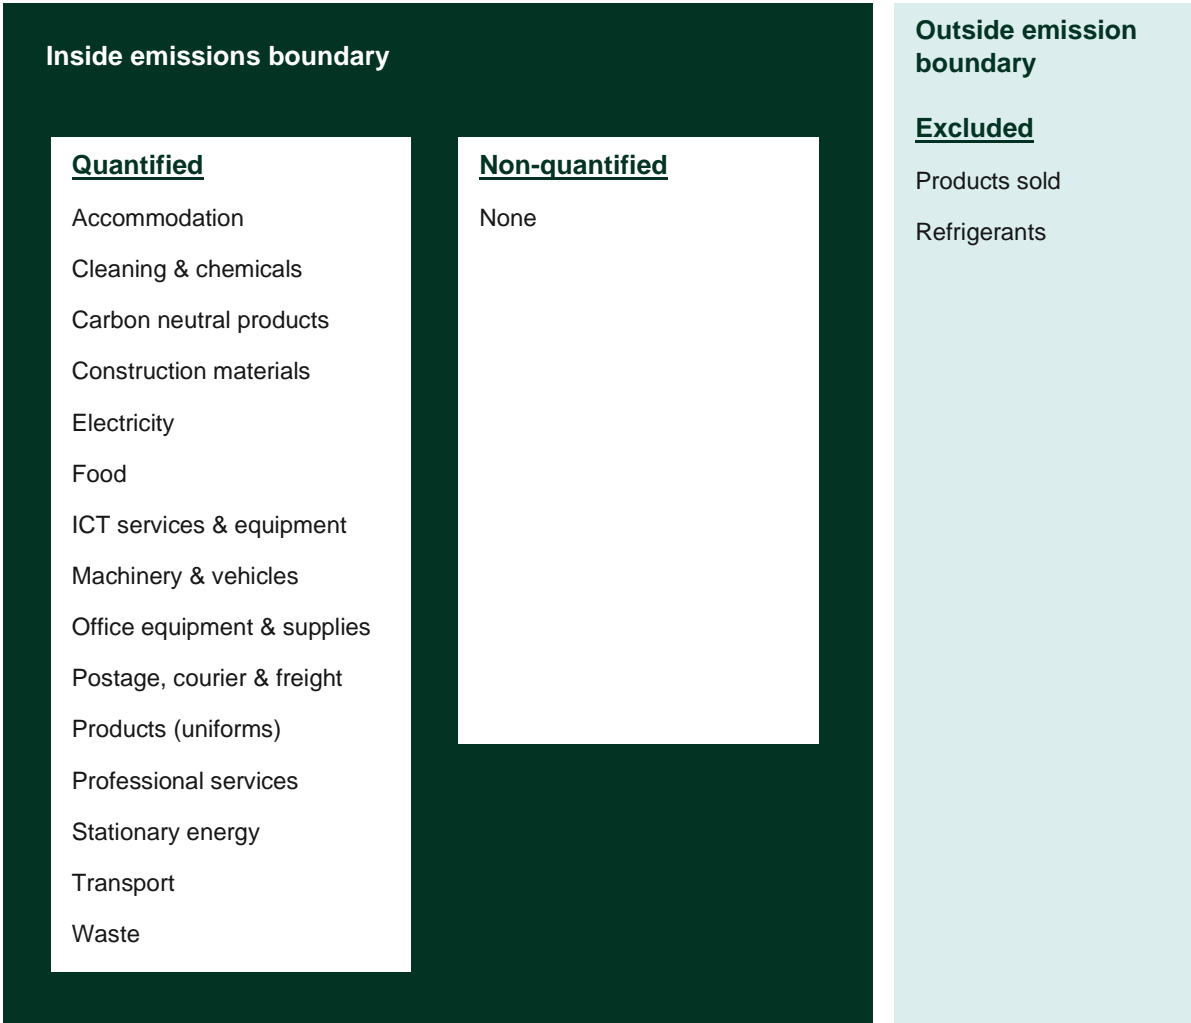 Inside emissions boundary
Quantified
Accommodation
Cleaning & chemicals
Carbon neutral products
Construction materials
Electricity
Food
ICT services & equipment
Machinery & vehicles
Office equipment & supplies
Postage, courier & freight
Products (uniforms)
Professional services
Stationary energy
Transport
Waste
Non-quantified
None
Outside emission
boundary
Excluded
Products sold
Refrigerants